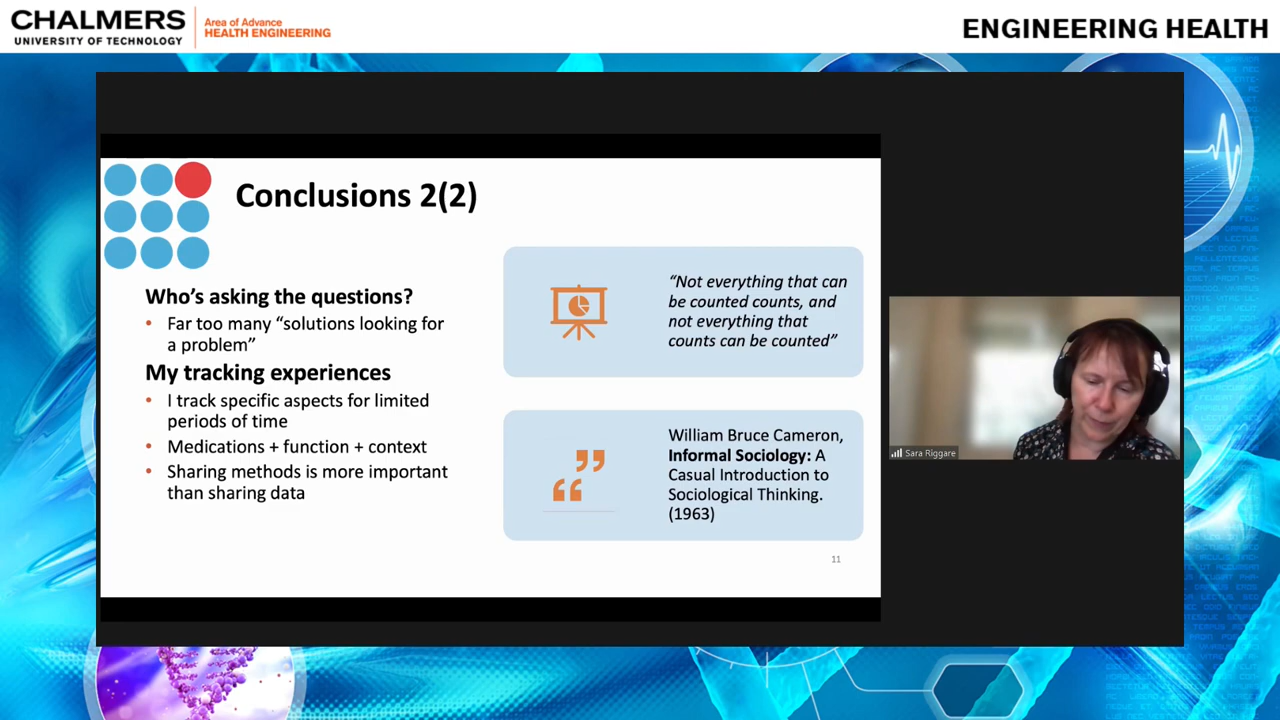 CHALMERS
UNIVERSITY OF TECHNOLOGY
Area of Advance
HEALTH ENGINEERING
ENGINEERING HEALTH
Conclusions 2(2)
Who's asking the questions?
• Far too many “solutions looking for
a problem”
My tracking experiences
• I track specific aspects for limited
periods of time
• Medications + function + context
• Sharing methods is more important
than sharing data
“Not everything that can
be counted counts, and
not everything that
counts can be counted”
William Bruce Cameron,
Informal Sociology: A
Casual Introduction to
Sociological Thinking.
(1963)
11
Sara Riggare